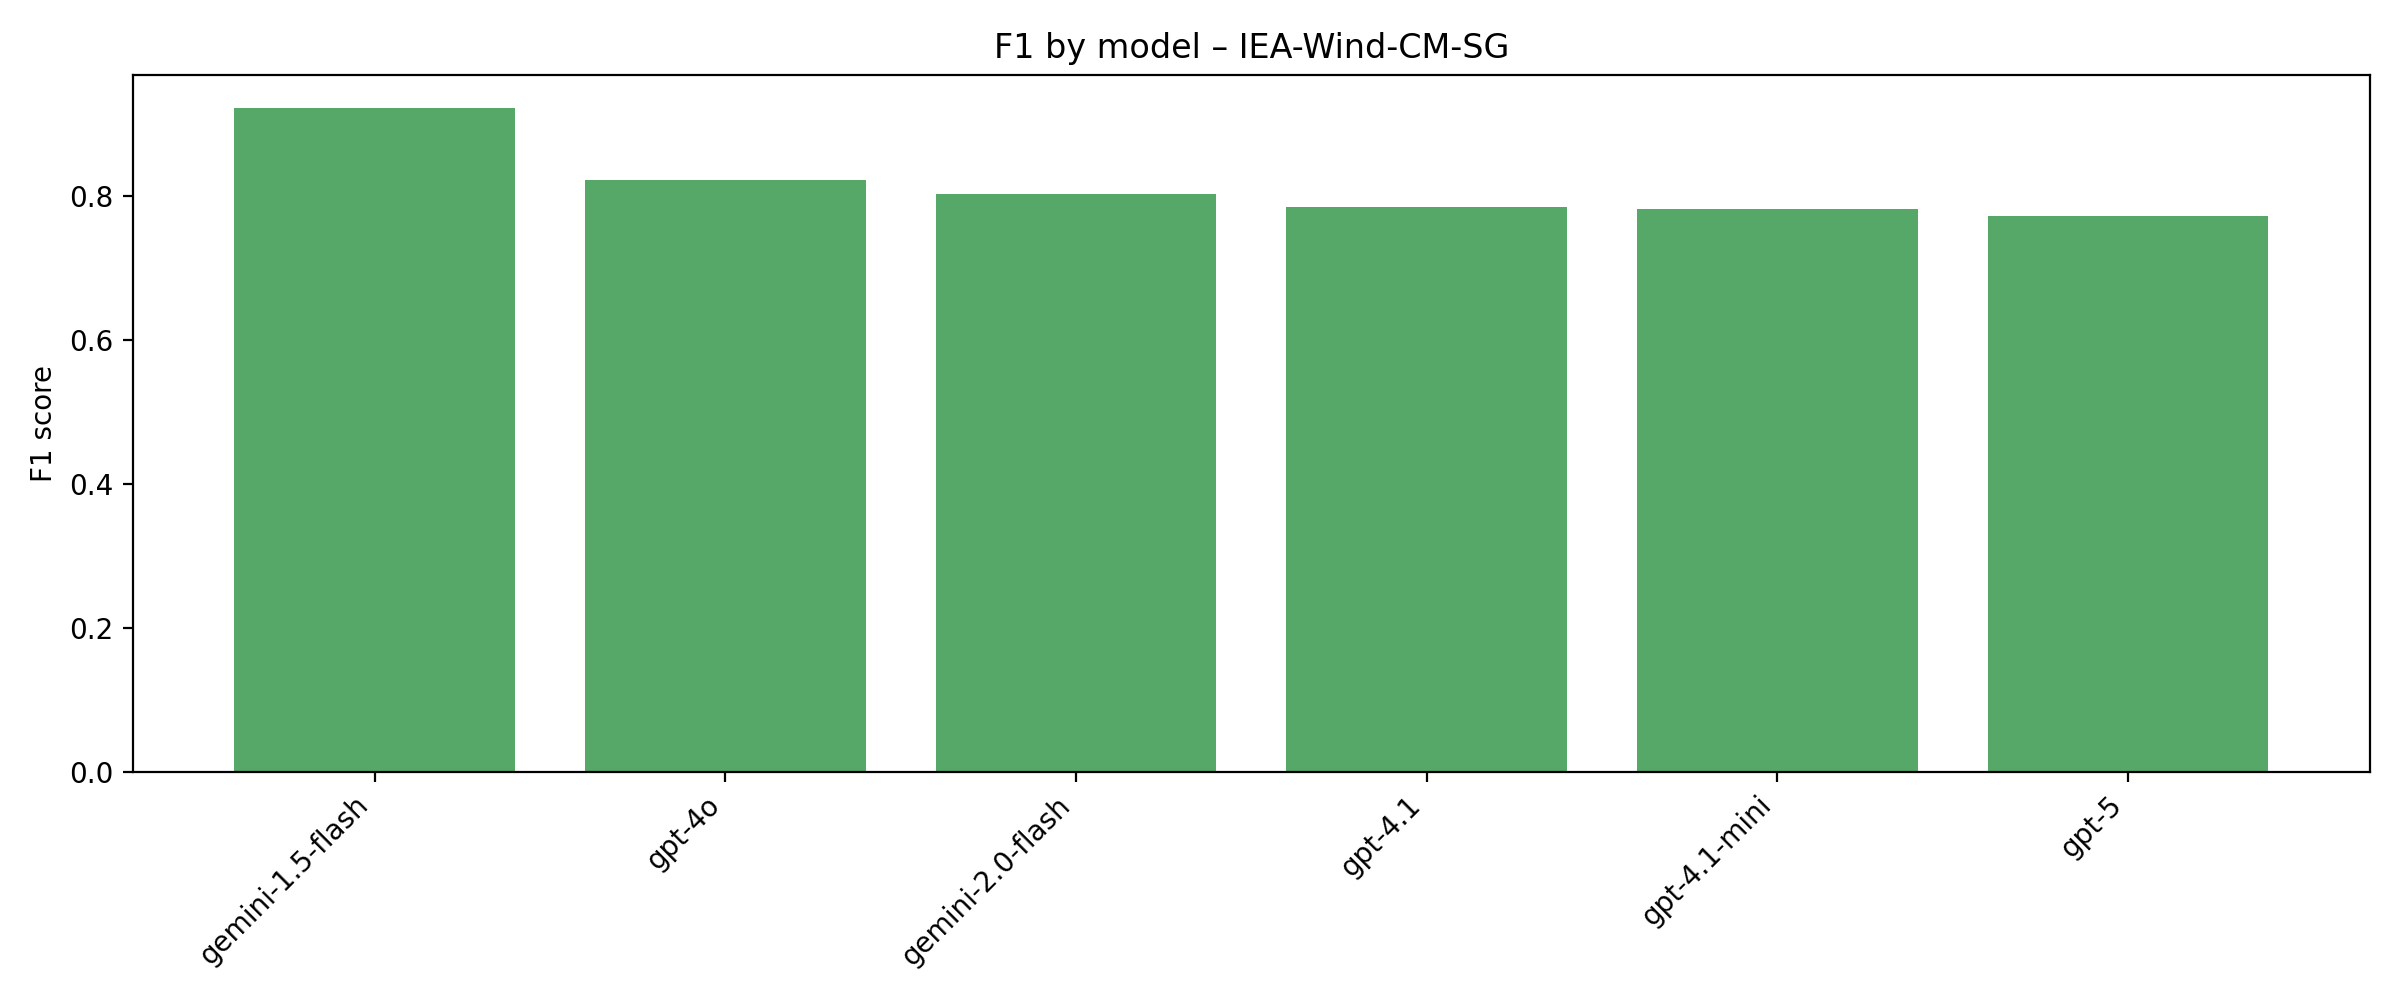 F1 by model – IEA-Wind-CM-SG
F1 score
0.8
0.6
0.4
0.2
0.0
gemini-1.5-flash
gpt-4o
gemini-2.0-flash
gpt-4.1
gpt-4.1-mini
gpt-5